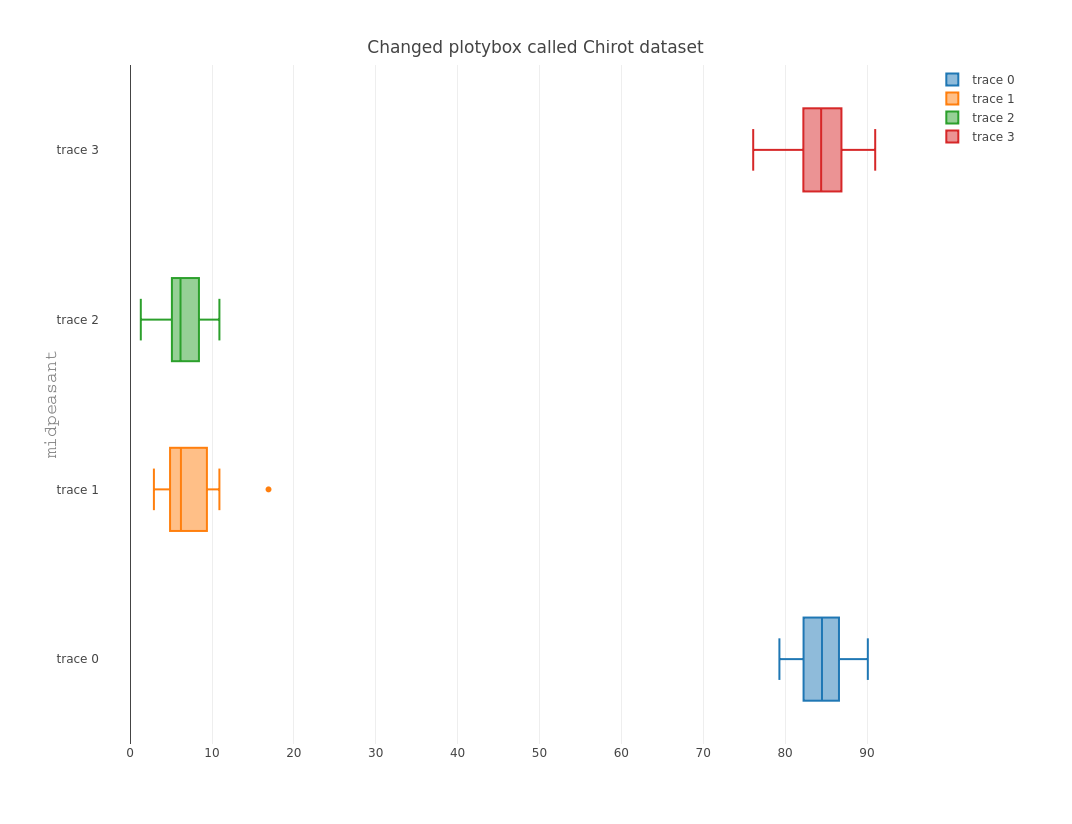 Changed plotybox called Chirot dataset
trace 0
trace 1
trace 2
trace 3
trace 3
trace 2
trace 1
trace 0
midpeasant
0 10 20 30 40 50 60 70 80 90